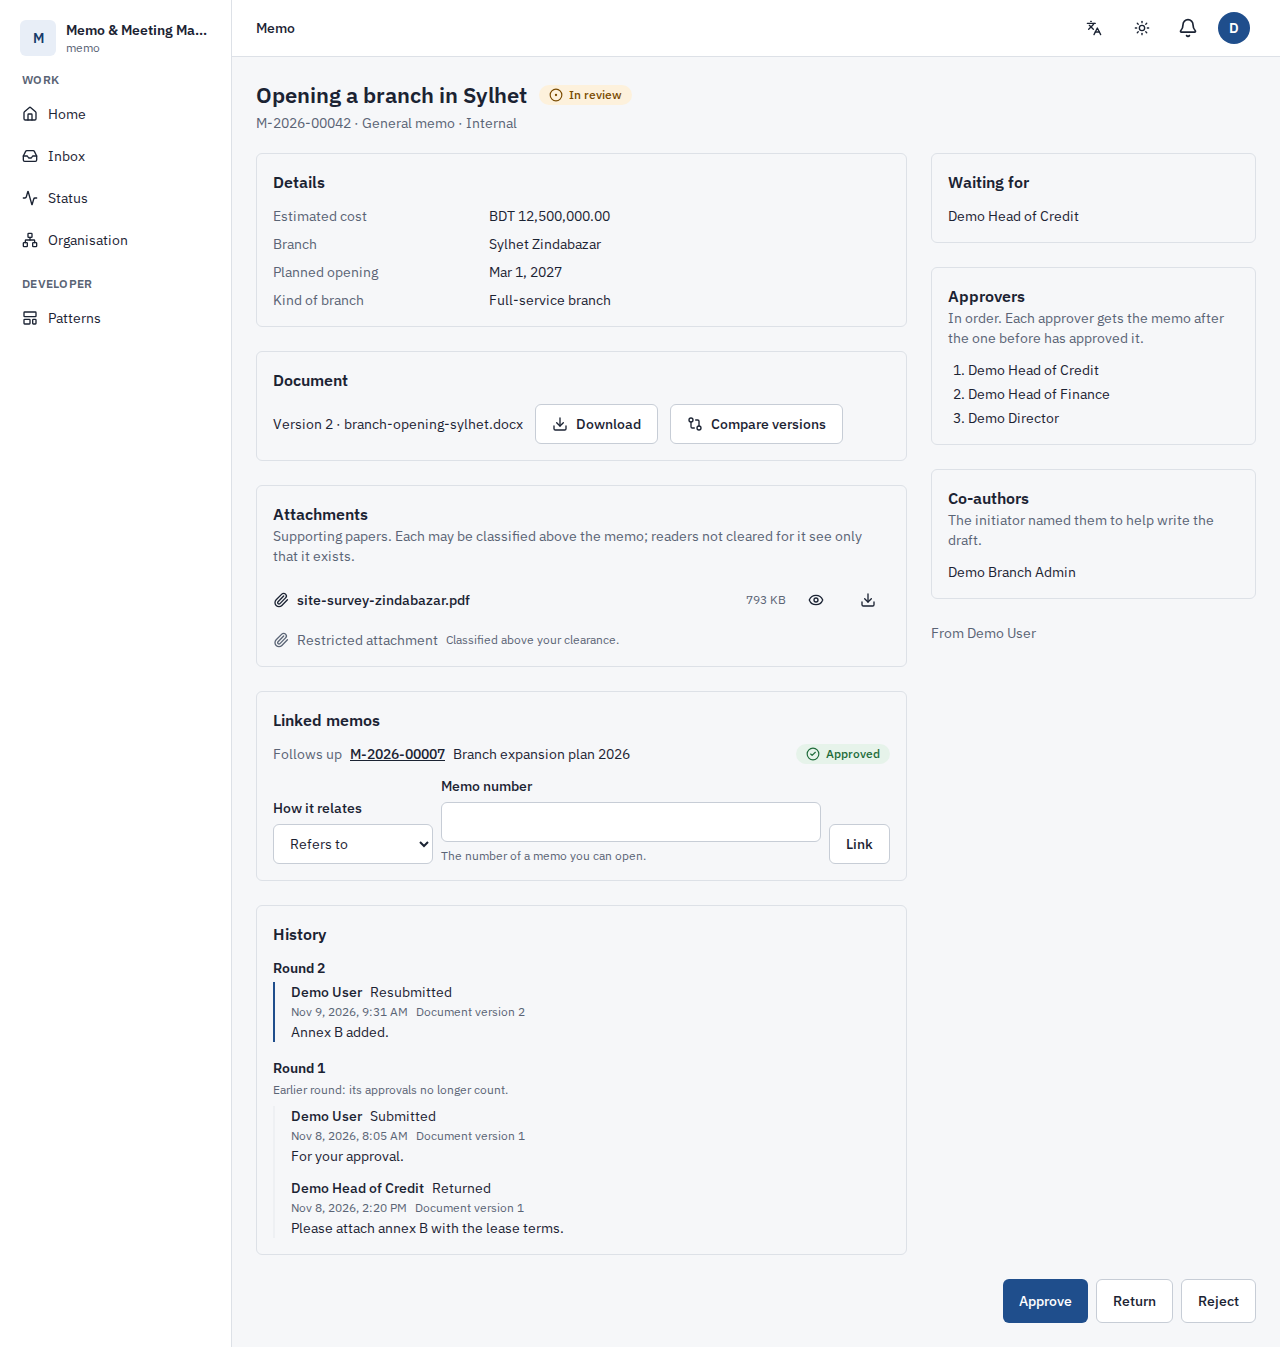 M
Memo & Meeting Ma...
memo
WORK
Home
Inbox
Status
Organisation
DEVELOPER
Patterns
Memo
D
Opening a branch in Sylhet
In review
M-2026-00042 · General memo · Internal
Details
Estimated cost BDT 12,500,000.00
Branch Sylhet Zindabazar
Planned opening Mar 1, 2027
Kind of branch Full-service branch
Document
Version 2 · branch-opening-sylhet.docx Download Compare versions
Attachments
Supporting papers. Each may be classified above the memo; readers not cleared for it see only
that it exists.
site-survey-zindabazar.pdf 793 KB
Restricted attachment Classified above your clearance.
Linked memos
Follows up M-2026-00007 Branch expansion plan 2026 Approved
How it relates
Refers to
Memo number
The number of a memo you can open.
Link
History
Round 2
Demo User Resubmitted
Nov 9, 2026, 9:31 AM Document version 2
Annex B added.
Round 1
Earlier round: its approvals no longer count.
Demo User Submitted
Nov 8, 2026, 8:05 AM Document version 1
For your approval.
Demo Head of Credit Returned
Nov 8, 2026, 2:20 PM Document version 1
Please attach annex B with the lease terms.
Waiting for
Demo Head of Credit
Approvers
In order. Each approver gets the memo after
the one before has approved it.
1. Demo Head of Credit
2. Demo Head of Finance
3. Demo Director
Co-authors
The initiator named them to help write the
draft.
Demo Branch Admin
From Demo User
Approve Return Reject